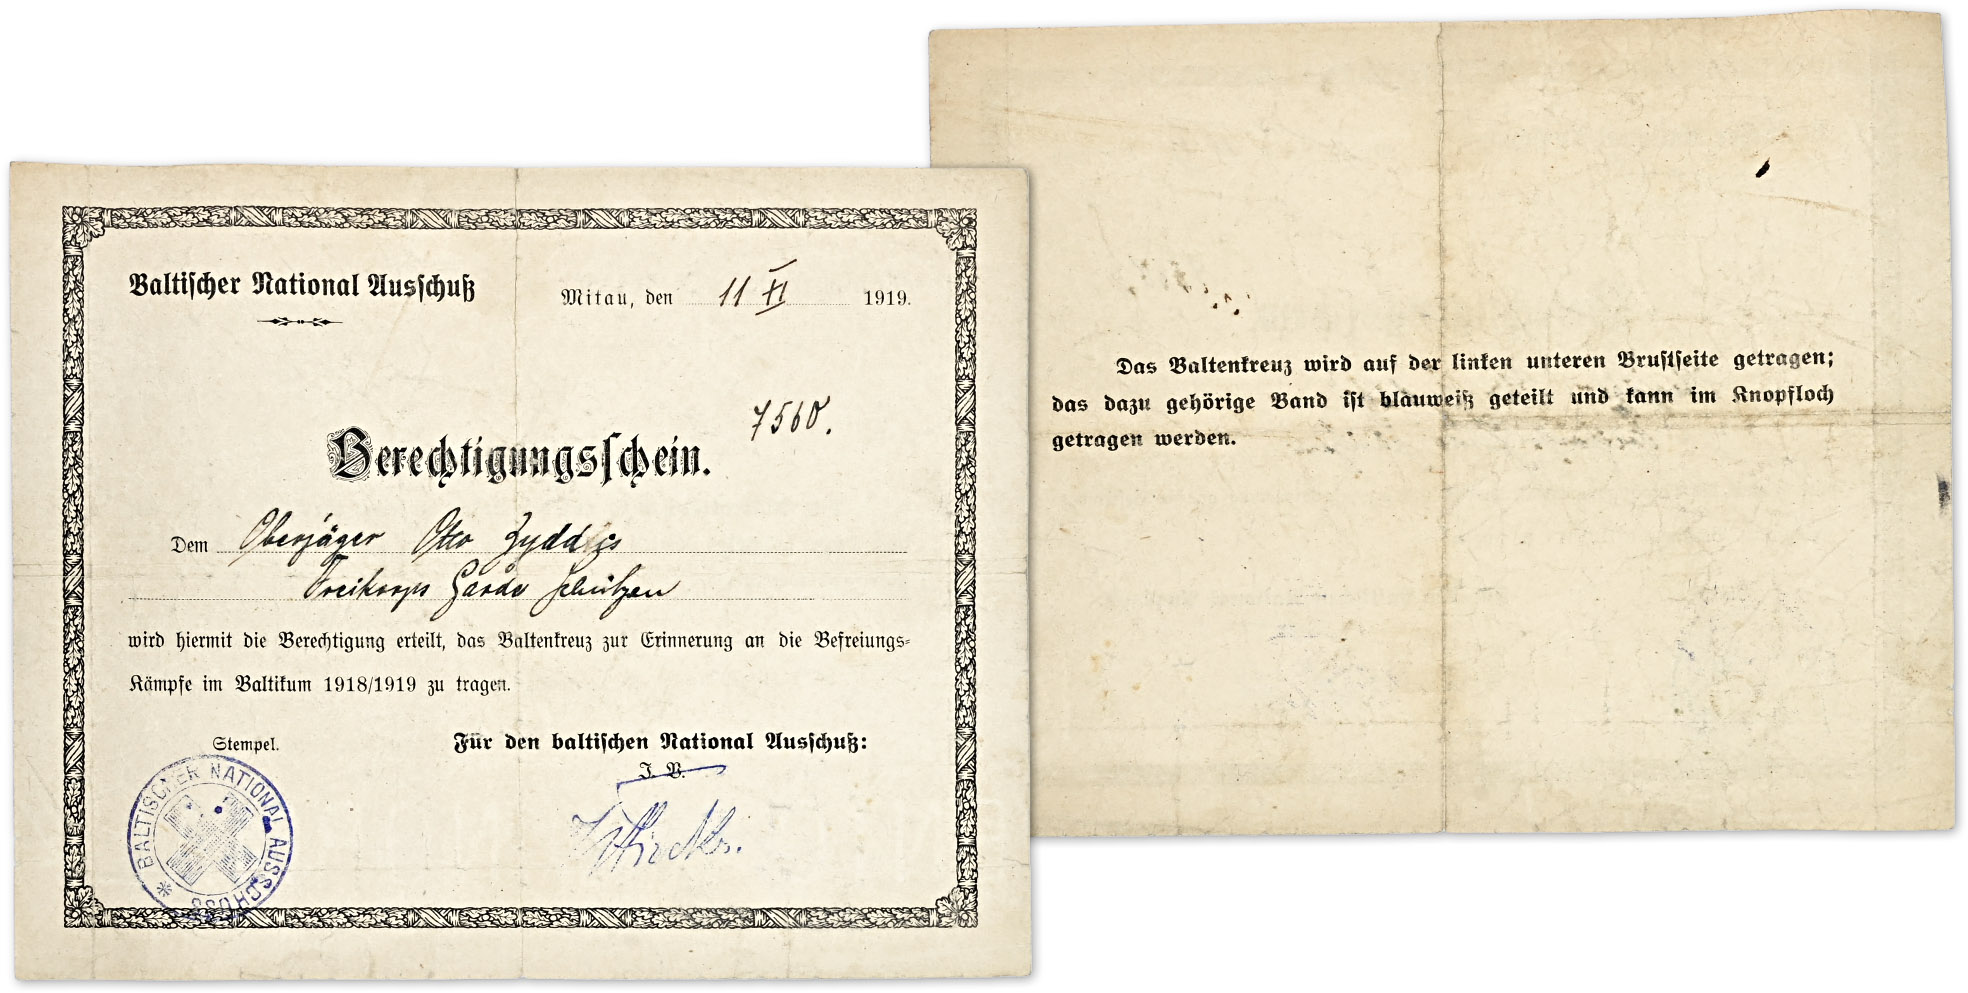 Baltischer National Ausschuß
Mitau, den 11 XI 1919.
7560.
Berechtigungsschein.
Dem Oberjäger Otto
Freikorps Garde Schützen
wird hiermit die Berechtigung erteilt, das Baltenkreuz zur Erinnerung an die Befreiungs-
Kämpfe im Baltikum 1918/1919 zu tragen.
Stempel.
Für den baltischen National Ausschuß:
J. V.
BALTISCHER NATIONAL AUSSCHUSS
Das Baltenkreuz wird auf der linken unteren Brustseite getragen;
das dazu gehörige Band ist blauweiß geteilt und kann im Knopfloch
getragen werden.